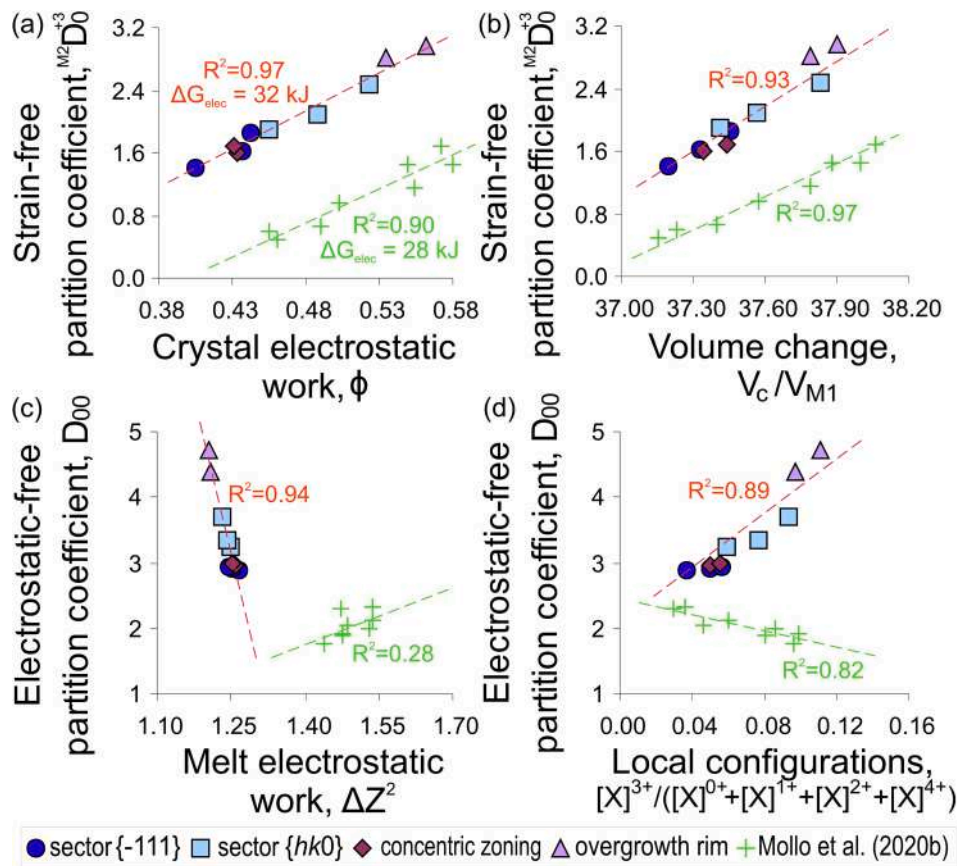 (a)
Strain-free
partition coefficient, ᴹ²D₀⁺³
3.2
2.4
1.6
0.8
0.0
R²=0.97
ΔG_elec = 32 kJ
R²=0.90
ΔG_elec = 28 kJ
0.38 0.43 0.48 0.53 0.58
Crystal electrostatic
work, ϕ
(b)
Strain-free
partition coefficient, ᴹ²D₀⁺³
3.2
2.4
1.6
0.8
0.0
R²=0.93
R²=0.97
37.00 37.30 37.60 37.90 38.20
Volume change,
V_C/V_M1
(c)
Electrostatic-free
partition coefficient, D₀₀
5
4
3
2
1
R²=0.94
R²=0.28
1.10 1.25 1.40 1.55 1.70
Melt electrostatic
work, ΔZ²
(d)
Electrostatic-free
partition coefficient, D₀₀
5
4
3
2
1
R²=0.89
R²=0.82
0.00 0.04 0.08 0.12 0.16
Local configurations,
[X]³⁺/([X]⁰⁺+[X]¹⁺+[X]²⁺+[X]⁴⁺)
sector {-111} sector {hk0} concentric zoning overgrowth rim Mollo et al. (2020b)